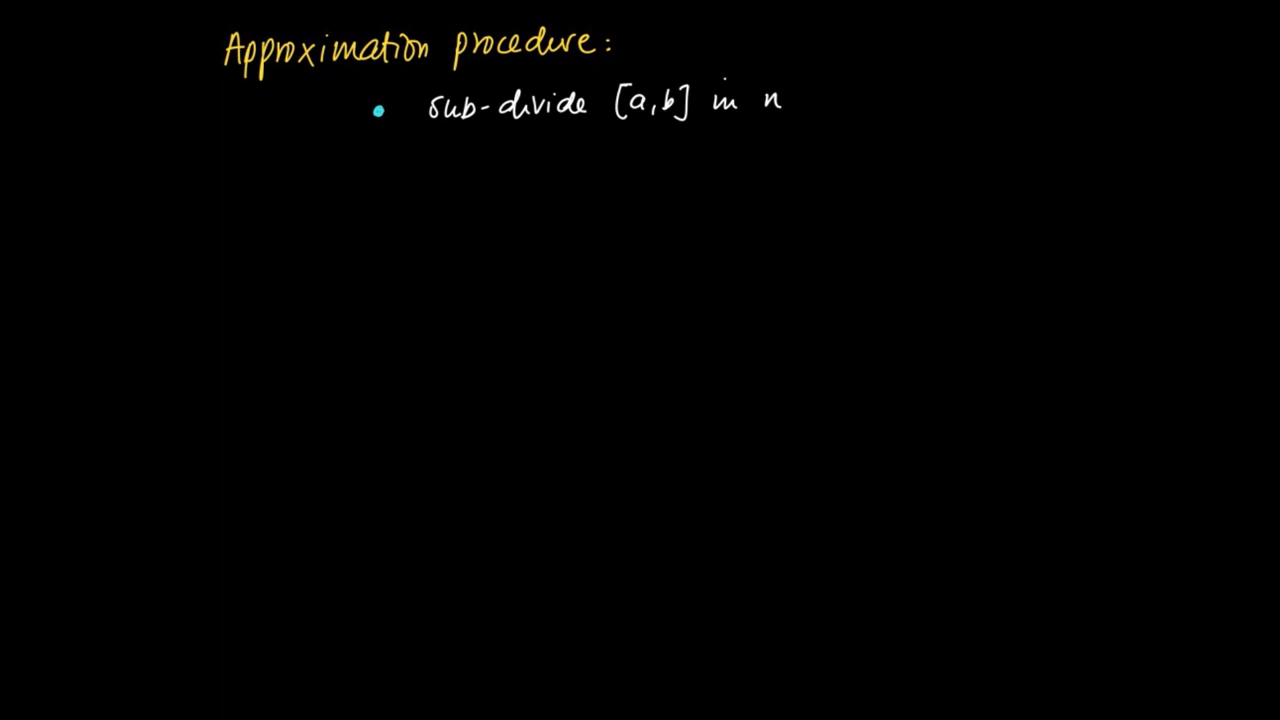 Approximation procedure:
• sub-divide [a,b] in n